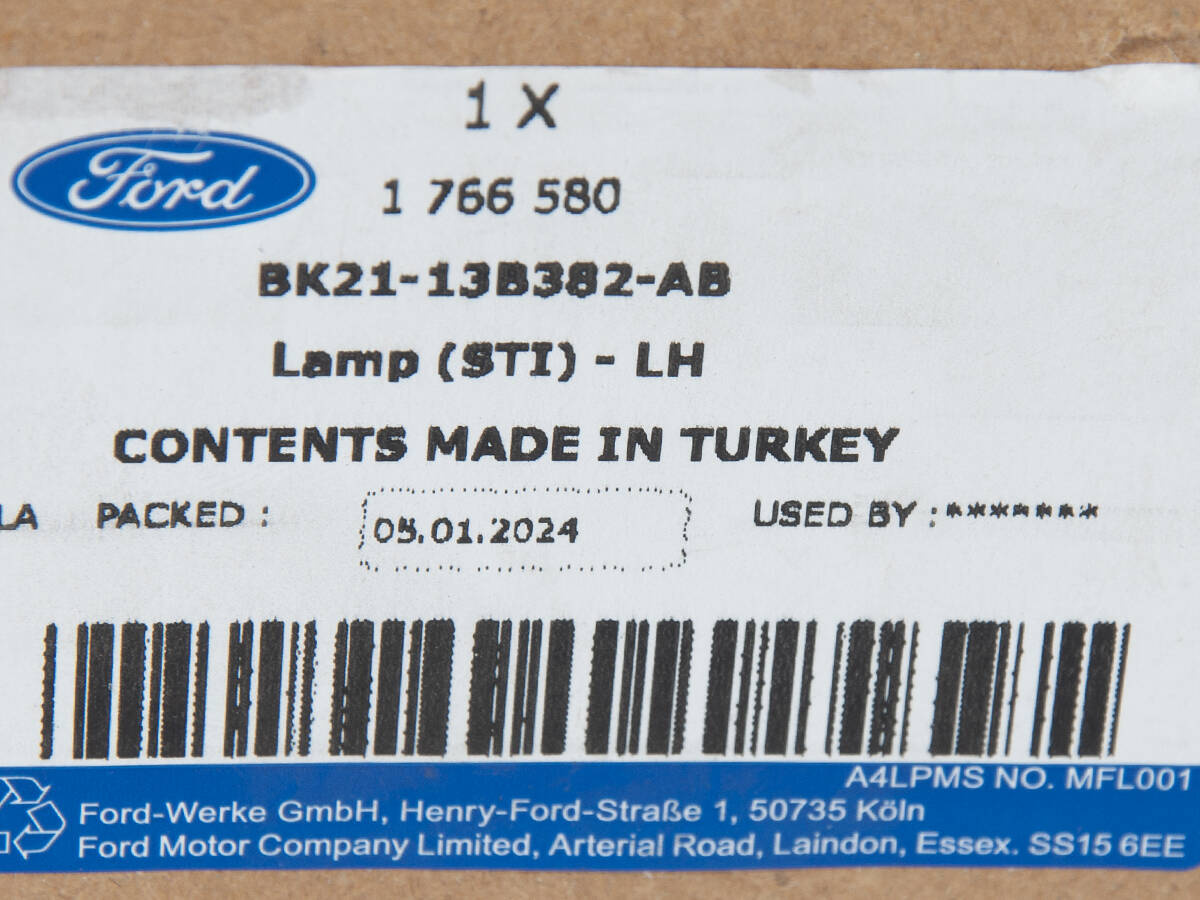 1 X
Ford
1 766 580
BK21-13B382-AB
Lamp (STI) - LH
CONTENTS MADE IN TURKEY
LA PACKED : 05.01.2024 USED BY :*******
A4LPMS NO. MFL001
Ford-Werke GmbH, Henry-Ford-Straße 1, 50735 Köln
Ford Motor Company Limited, Arterial Road, Laindon, Essex. SS15 6EE